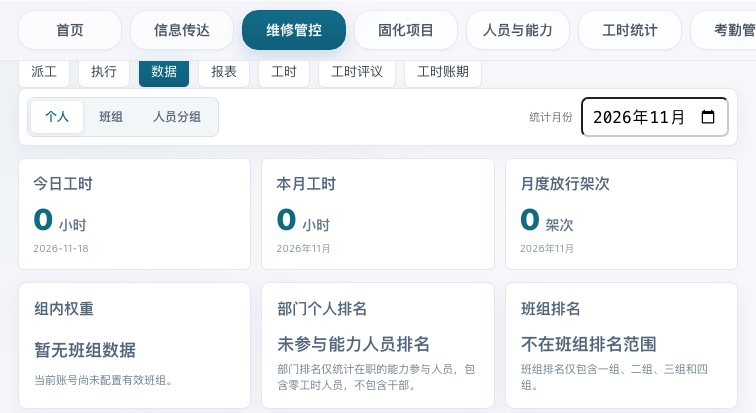 首页 信息传达 维修管控 固化项目 人员与能力 工时统计 考勤管
派工 执行 数据 报表 工时 工时评议 工时账期
个人 班组 人员分组 统计月份 2026年11月
今日工时 本月工时 月度放行架次
0 小时 0 小时 0 架次
2026-11-18 2026年11月 2026年11月
组内权重 部门个人排名 班组排名
暂无班组数据 未参与能力人员排名 不在班组排名范围
当前账号尚未配置有效班组。 部门排名仅统计在职的能力参与人员，包 班组排名仅包含一组、二组、三组和四
含零工时人员，不包含干部。 组。